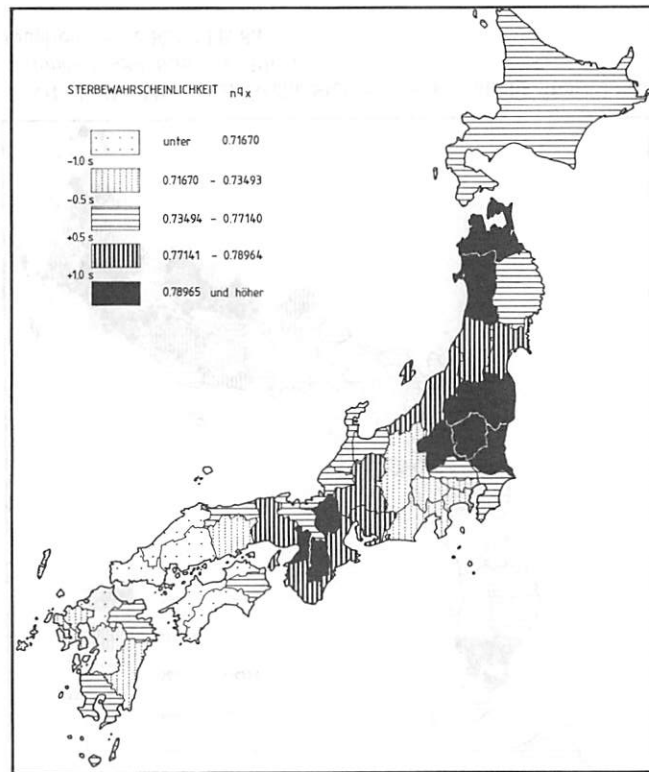 STERBEWAHRSCHEINLICHKEIT nqx
unter 0.71670
-1.0 s
0.71670 - 0.73493
-0.5 s
0.73494 - 0.77140
+0.5 s
0.77141 - 0.78964
+1.0 s
0.78965 und höher